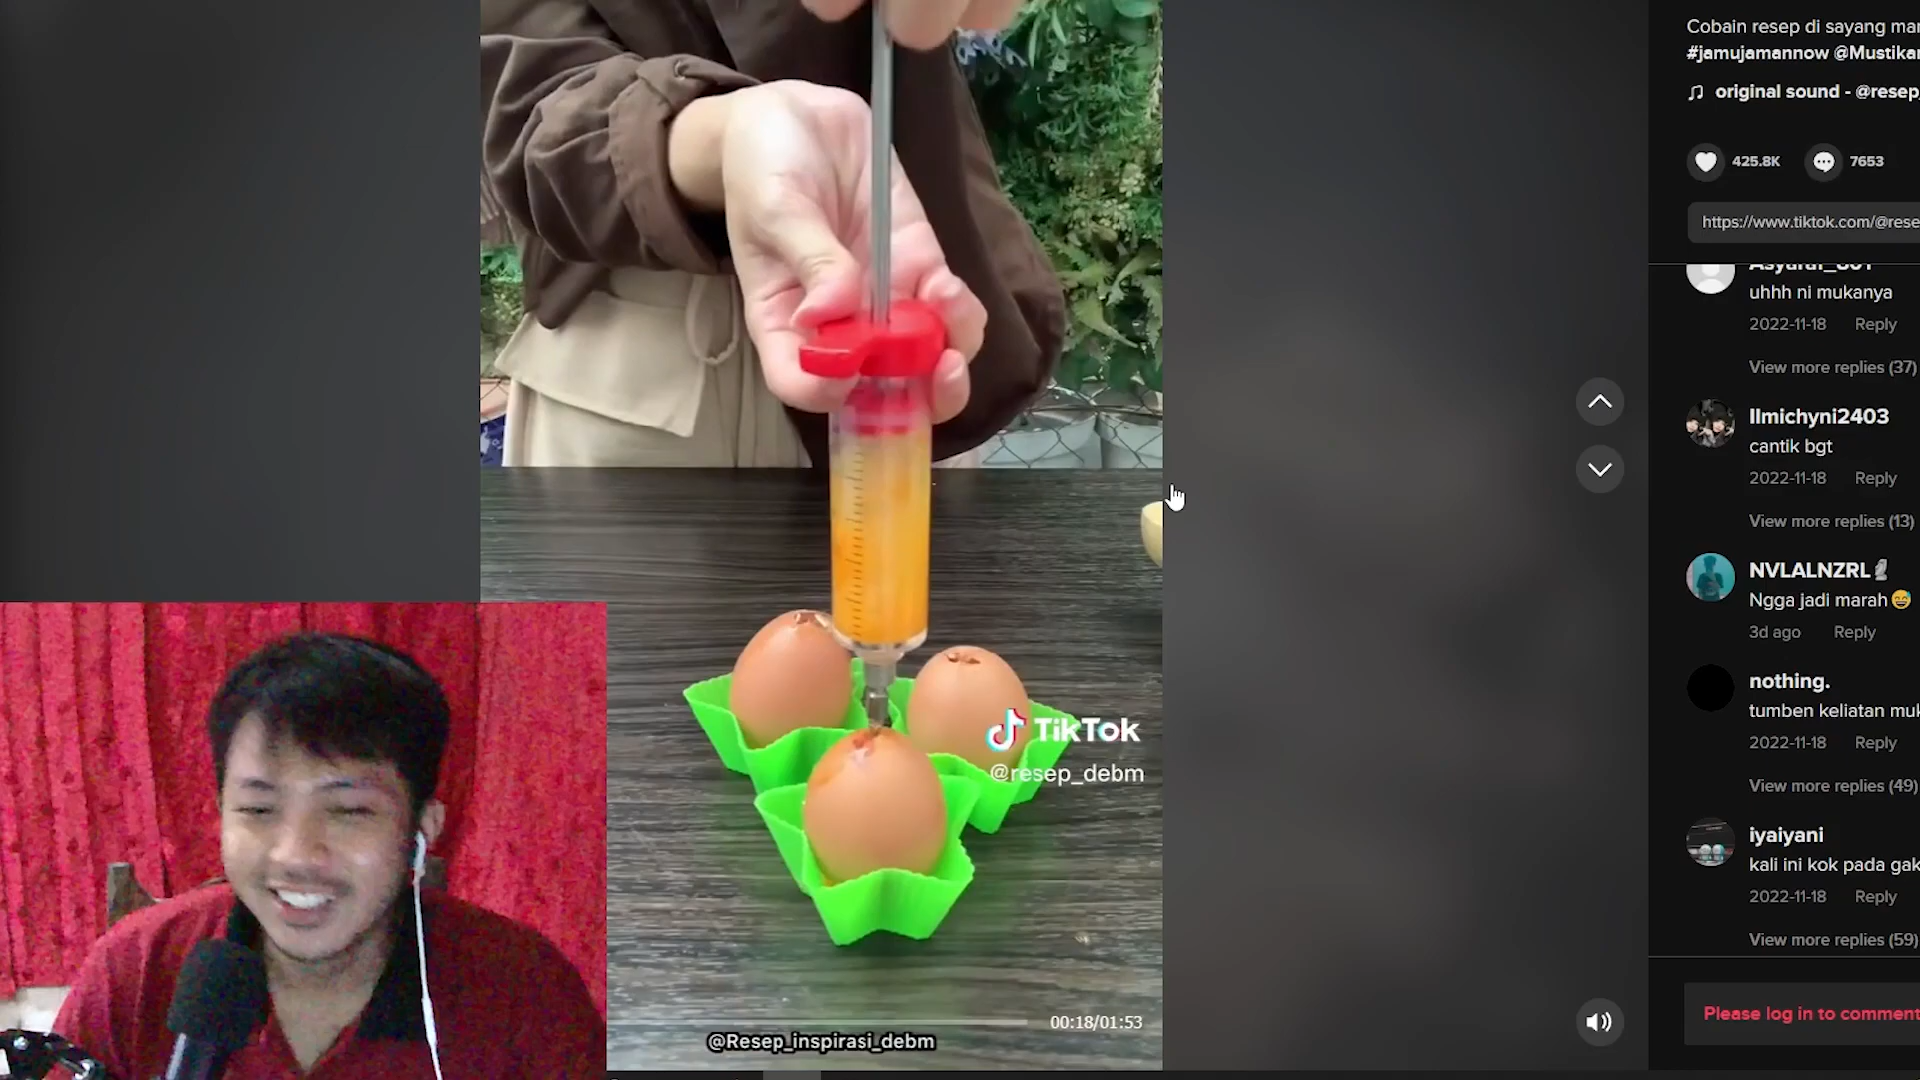 Cobain resep di sayang
#jamujamannow @Mustika
original sound - @resep_
425.8K
7653
https://www.tiktok.com/@rese
uhhh ni mukanya
2022-11-18 Reply
View more replies (37)
Ilmichyni2403
cantik bgt
2022-11-18 Reply
View more replies (13)
NVLALNZRL
Ngga jadi marah😅
3d ago Reply
nothing.
tumben keliatan muk
2022-11-18 Reply
View more replies (49)
iyaiyani
kali ini kok pada gak
2022-11-18 Reply
View more replies (59)
Please log in to comment
TikTok
@resep_debm
00:18/01:53
@Resep_inspirasi_debm